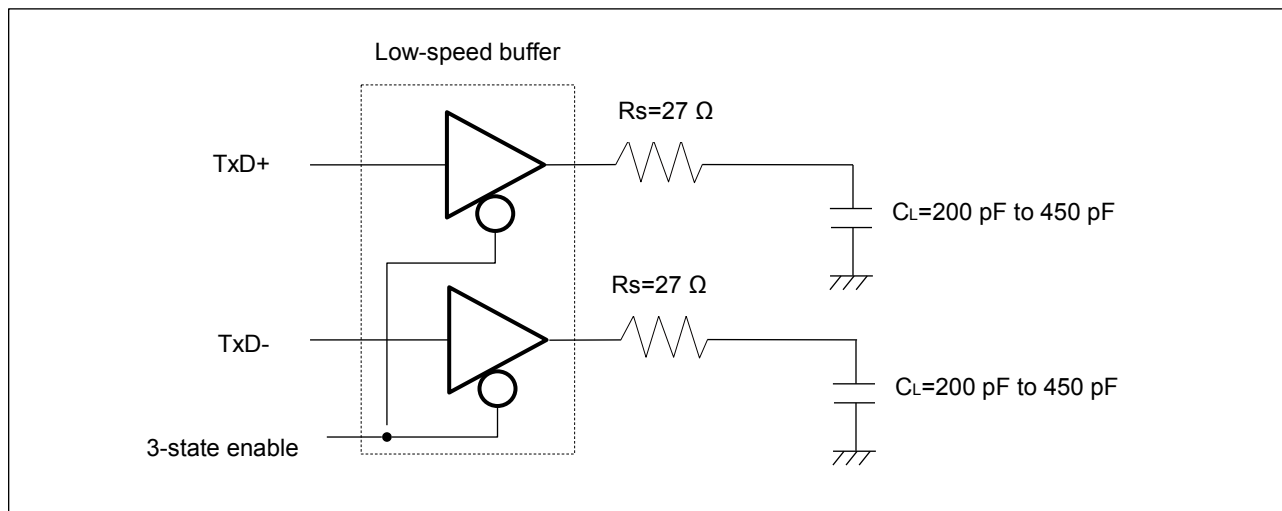 Low-speed buffer
Rs=27 Ω
TxD+
CL=200 pF to 450 pF
Rs=27 Ω
TxD-
CL=200 pF to 450 pF
3-state enable